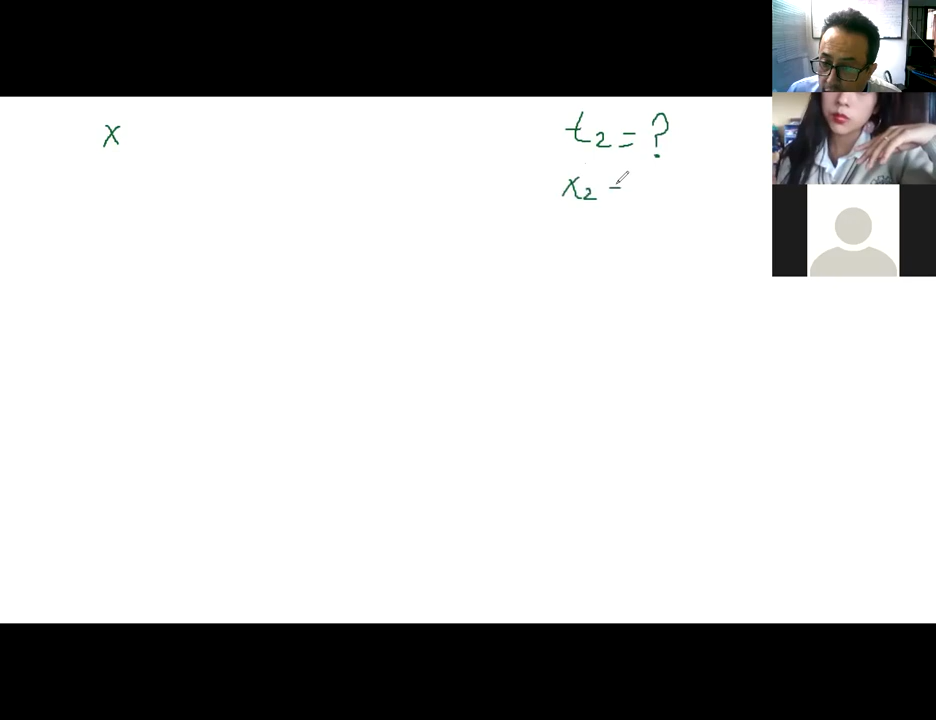 x t₂ = ?
x₂ -